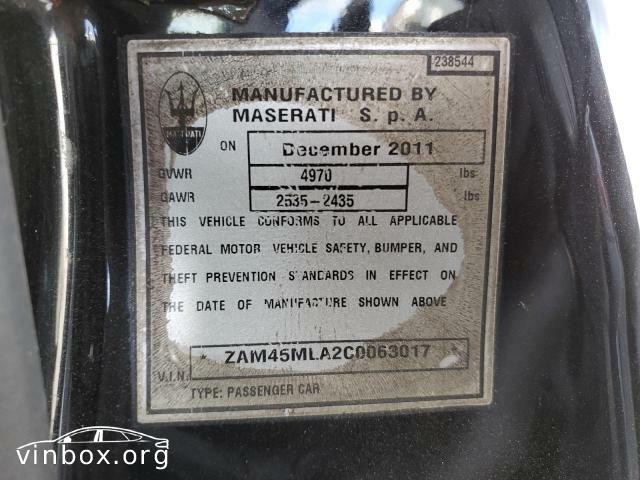 238544
MASERATI
MANUFACTURED BY
MASERATI S. p. A.
ON December 2011
GVWR 4970 lbs
GAWR 2535-2435 lbs
THIS VEHICLE CONFORMS TO ALL APPLICABLE
FEDERAL MOTOR VEHICLE SAFETY, BUMPER, AND
THEFT PREVENTION STANDARDS IN EFFECT ON
THE DATE OF MANUFACTURE SHOWN ABOVE
V.I.N. * ZAM45MLA2C0063017 *
TYPE: PASSENGER CAR
vinbox.org